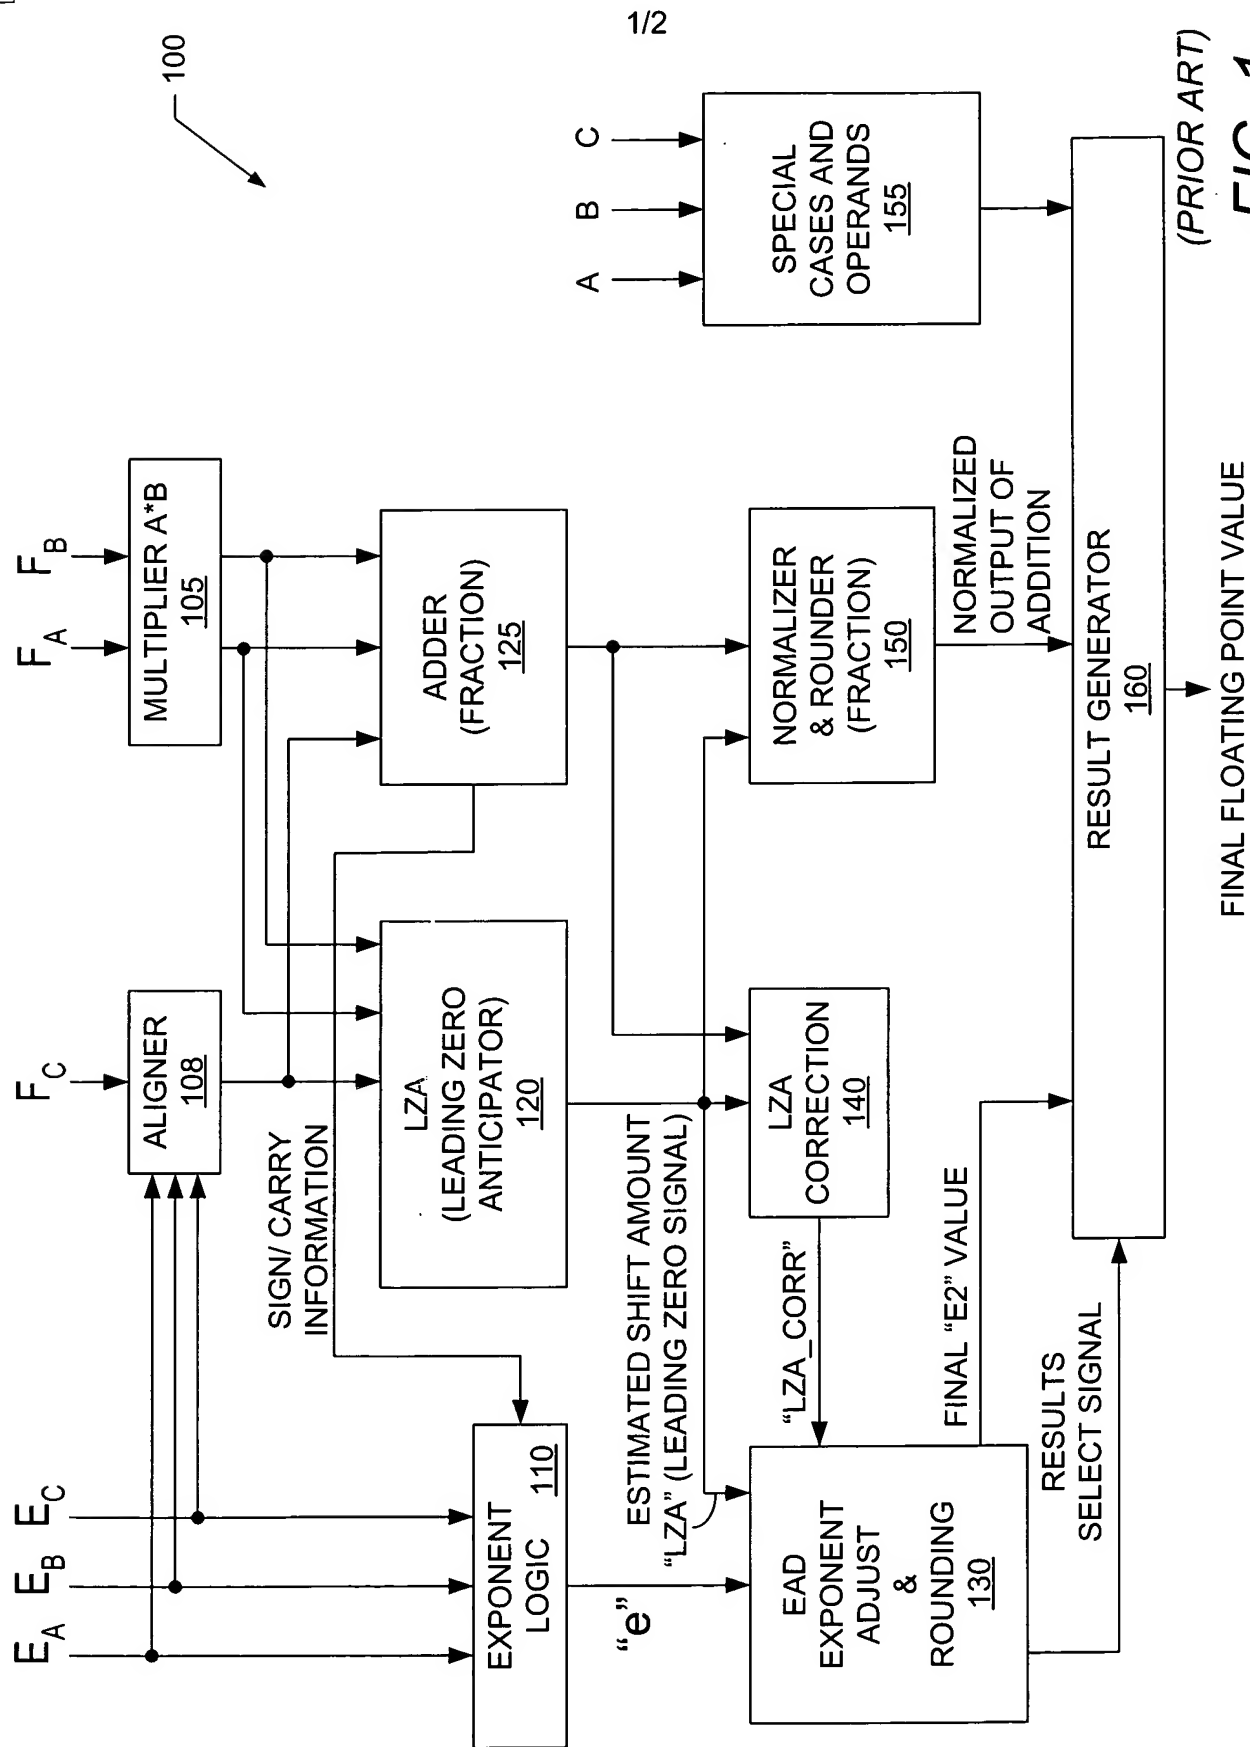 1/2
100
E_A
E_B
E_C
F_C
F_A
F_B
ALIGNER
108
MULTIPLIER A*B
105
SIGN/ CARRY
INFORMATION
EXPONENT
LOGIC
110
LZA
(LEADING ZERO
ANTICIPATOR)
120
ADDER
(FRACTION)
125
A
B
C
SPECIAL
CASES AND
OPERANDS
155
"e"
ESTIMATED SHIFT AMOUNT
"LZA" (LEADING ZERO SIGNAL)
EAD
EXPONENT
ADJUST
&
ROUNDING
130
"LZA_CORR"
LZA
CORRECTION
140
NORMALIZER
& ROUNDER
(FRACTION)
150
FINAL "E2" VALUE
NORMALIZED
OUTPUT OF
ADDITION
RESULTS
SELECT SIGNAL
RESULT GENERATOR
160
FINAL FLOATING POINT VALUE
(PRIOR ART)
FIG. 1